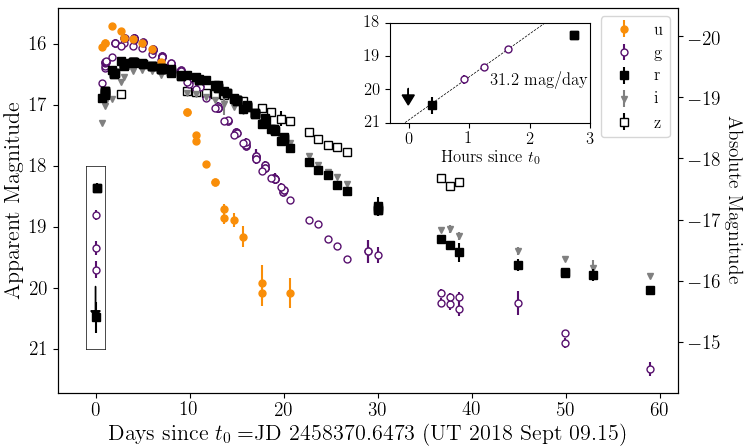 18
19
20
21
0
1
2
3
Hours since t0
31.2 mag/day
u
g
r
i
z
16
17
18
19
20
21
Apparent Magnitude
−20
−19
−18
−17
−16
−15
Absolute Magnitude
0
10
20
30
40
50
60
Days since t0 =JD 2458370.6473 (UT 2018 Sept 09.15)